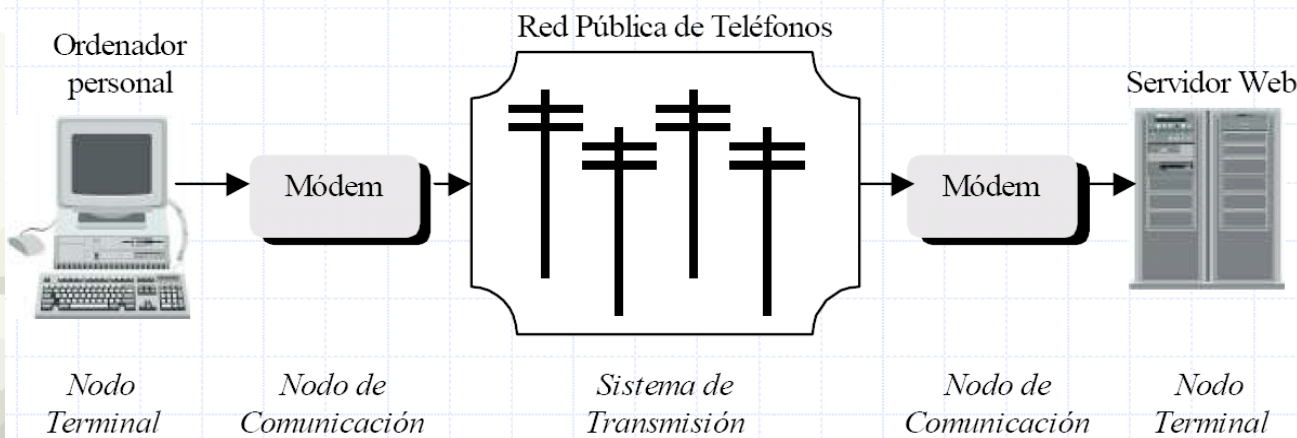 Red Pública de Teléfonos
Ordenador
personal
Servidor Web
Módem
Módem
Nodo
Terminal
Nodo de
Comunicación
Sistema de
Transmisión
Nodo de
Comunicación
Nodo
Terminal